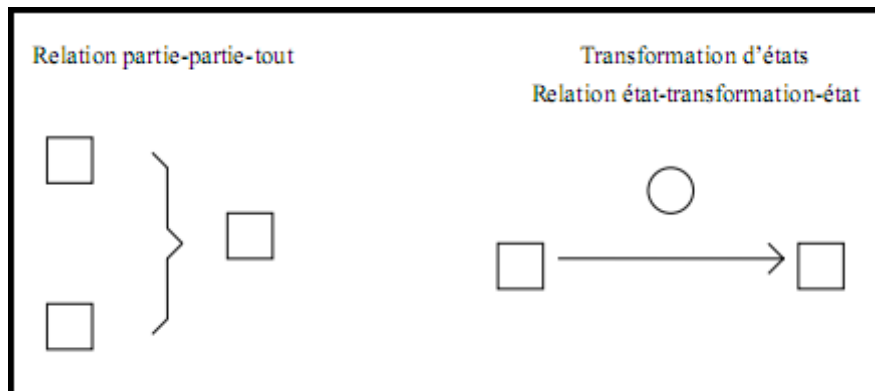 Relation partie-partie-tout
Transformation d'états
Relation état-transformation-état